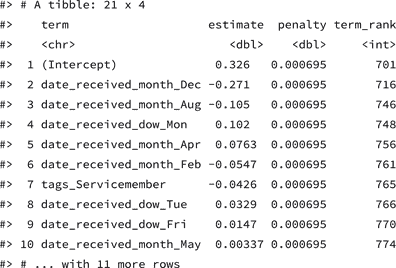 #> # A tibble: 21 x 4
#> term estimate penalty term_rank
#> <chr> <dbl> <dbl> <int>
#> 1 (Intercept) 0.326 0.000695 701
#> 2 date_received_month_Dec -0.271 0.000695 716
#> 3 date_received_month_Aug -0.105 0.000695 746
#> 4 date_received_dow_Mon 0.102 0.000695 748
#> 5 date_received_month_Apr 0.0763 0.000695 756
#> 6 date_received_month_Feb -0.0547 0.000695 761
#> 7 tags_Servicemember -0.0426 0.000695 765
#> 8 date_received_dow_Tue 0.0329 0.000695 766
#> 9 date_received_dow_Fri 0.0147 0.000695 770
#> 10 date_received_month_May 0.00337 0.000695 774
#> # ... with 11 more rows